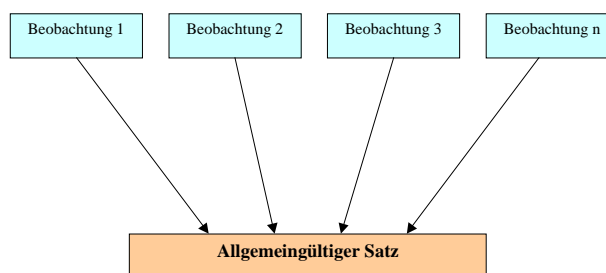 Beobachtung 1
Beobachtung 2
Beobachtung 3
Beobachtung n
Allgemeingültiger Satz